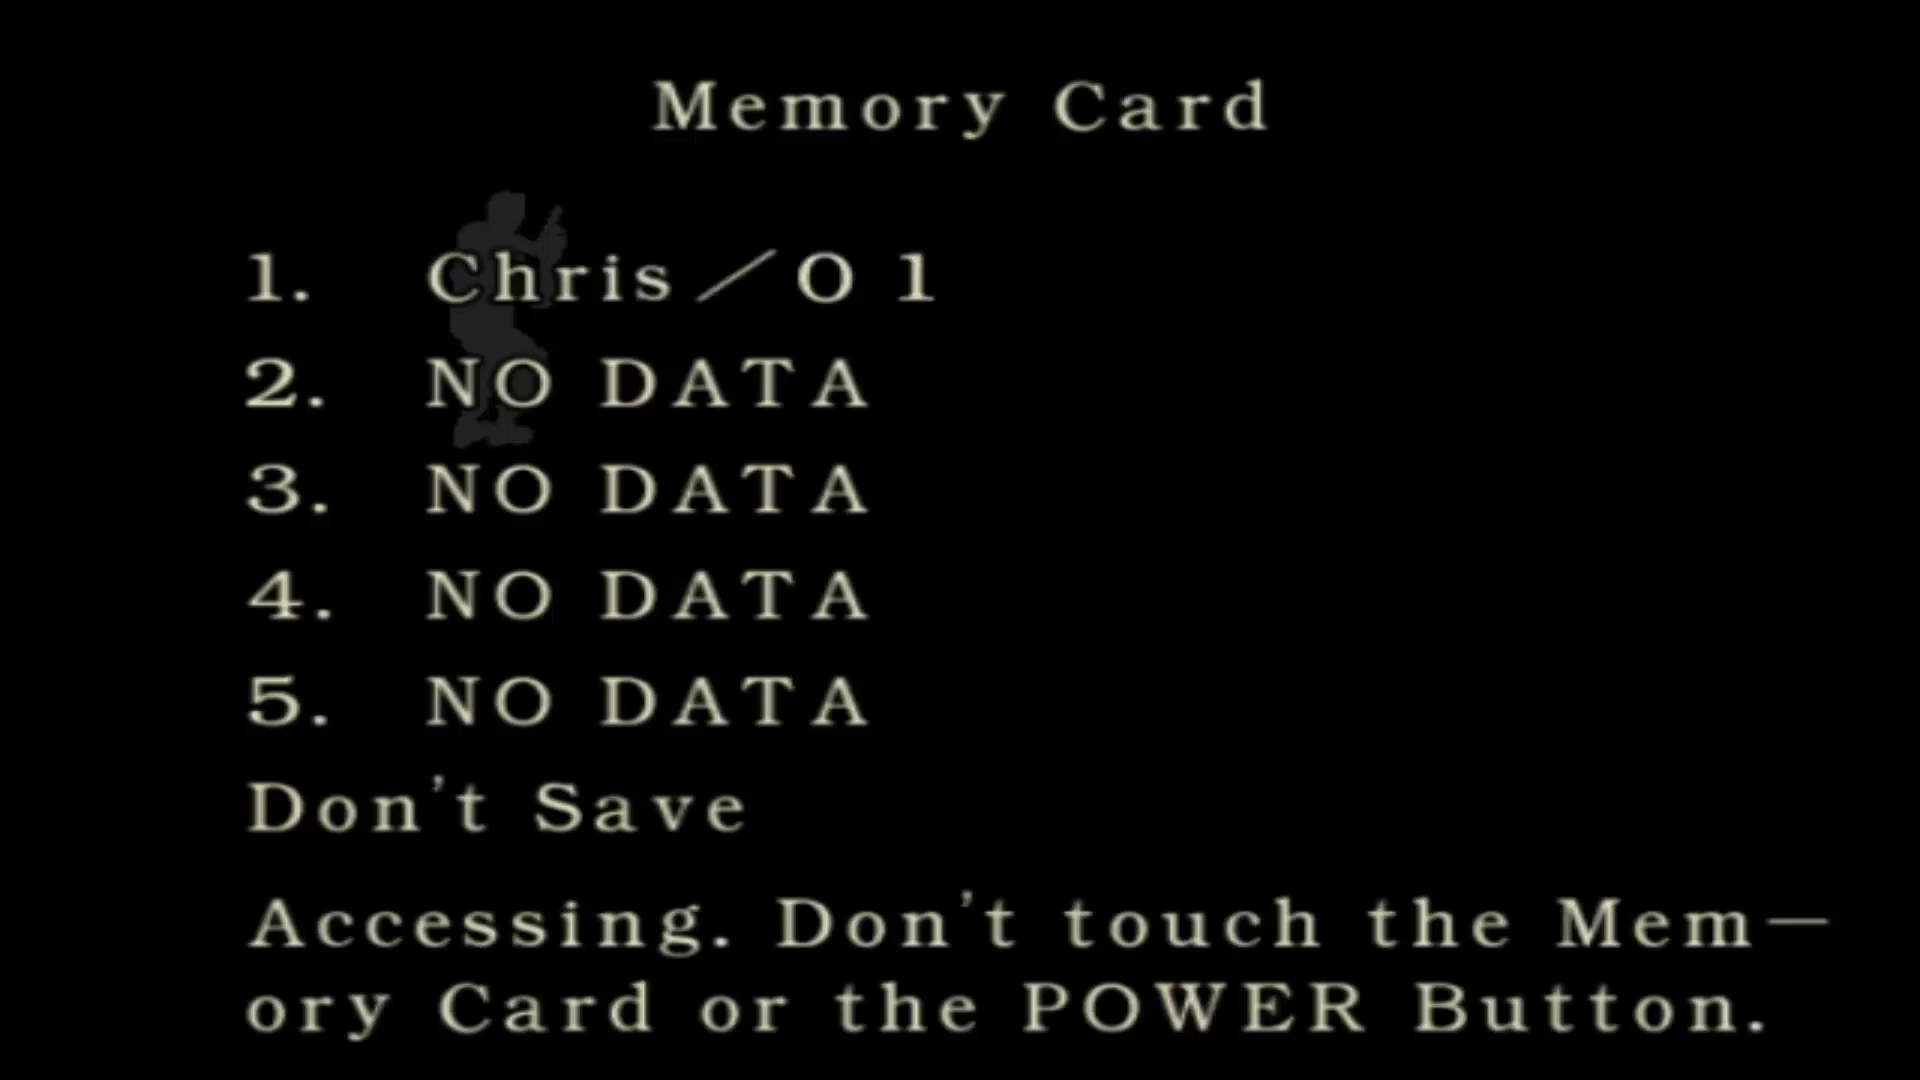 Memory Card
1. Chris／01
2. NO DATA
3. NO DATA
4. NO DATA
5. NO DATA
Don't Save
Accessing. Don't touch the Mem—
ory Card or the POWER Button.